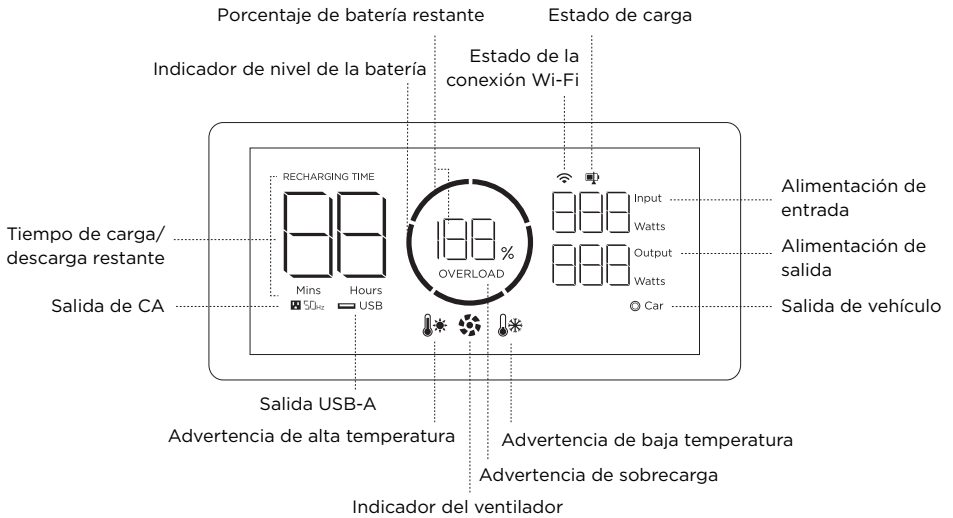 Porcentaje de batería restante
Estado de carga
Indicador de nivel de la batería
Estado de la
conexión Wi-Fi
RECHARGING TIME
Mins
Hours
50Hz
USB
188 %
OVERLOAD
888
Input
Watts
888
Output
Watts
Car
Tiempo de carga/
descarga restante
Salida de CA
Alimentación de
entrada
Alimentación de
salida
Salida de vehículo
88
Salida USB-A
Advertencia de alta temperatura
Advertencia de baja temperatura
Advertencia de sobrecarga
Indicador del ventilador